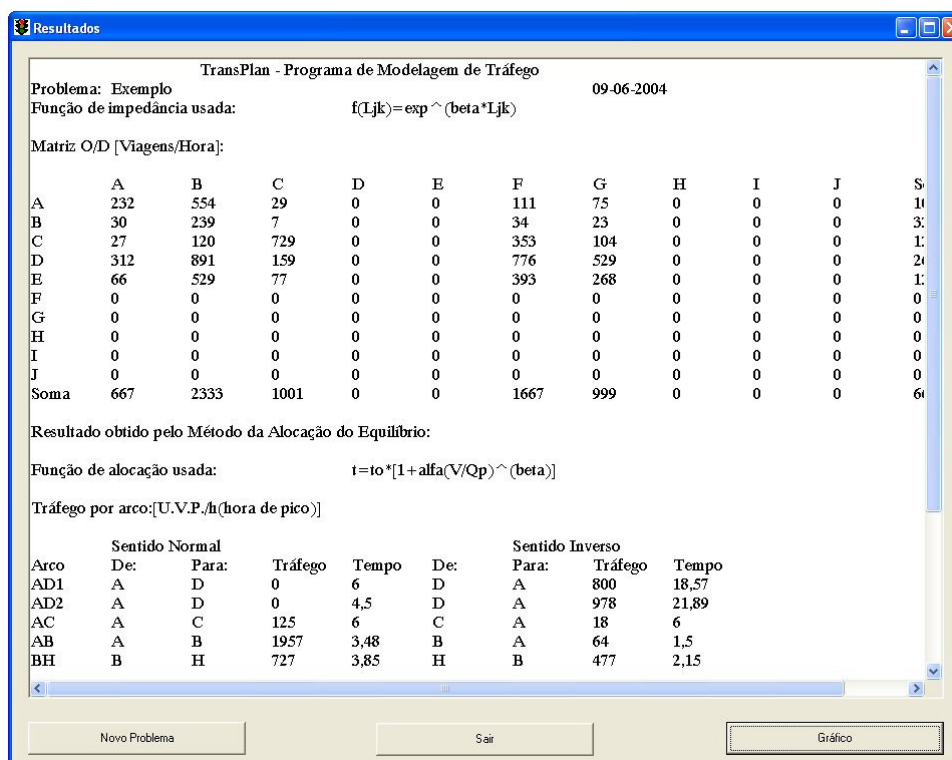 Resultados
TransPlan - Programa de Modelagem de Tráfego
Problema: Exemplo 09-06-2004
Função de impedância usada: f(Ljk)=exp^(beta*Ljk)
Matriz O/D [Viagens/Hora]:
A B C D E F G H I J
A 232 554 29 0 0 111 75 0 0 0
B 30 239 7 0 0 34 23 0 0 0
C 27 120 729 0 0 353 104 0 0 0
D 312 891 159 0 0 776 529 0 0 0
E 66 529 77 0 0 393 268 0 0 0
F 0 0 0 0 0 0 0 0 0 0 0
G 0 0 0 0 0 0 0 0 0 0 0
H 0 0 0 0 0 0 0 0 0 0 0
I 0 0 0 0 0 0 0 0 0 0 0
J 0 0 0 0 0 0 0 0 0 0 0
Soma 667 2333 1001 0 0 1667 999 0 0 0
Resultado obtido pelo Método da Alocação do Equilíbrio:
Função de alocação usada: t=to*[1+alfa(V/Qp)^(beta)]
Tráfego por arco:[U.V.P./h(hora de pico)]
Sentido Normal Sentido Inverso
Arco De: Para: Tráfego Tempo De: Para: Tráfego Tempo
AD1 A D 0 6 D A 800 18,57
AD2 A D 0 4,5 D A 978 21,89
AC A C 125 6 C A 18 6
AB A B 1957 3,48 B A 64 1,5
BH B H 727 3,85 H B 477 2,15
Novo Problema Sair Gráfico